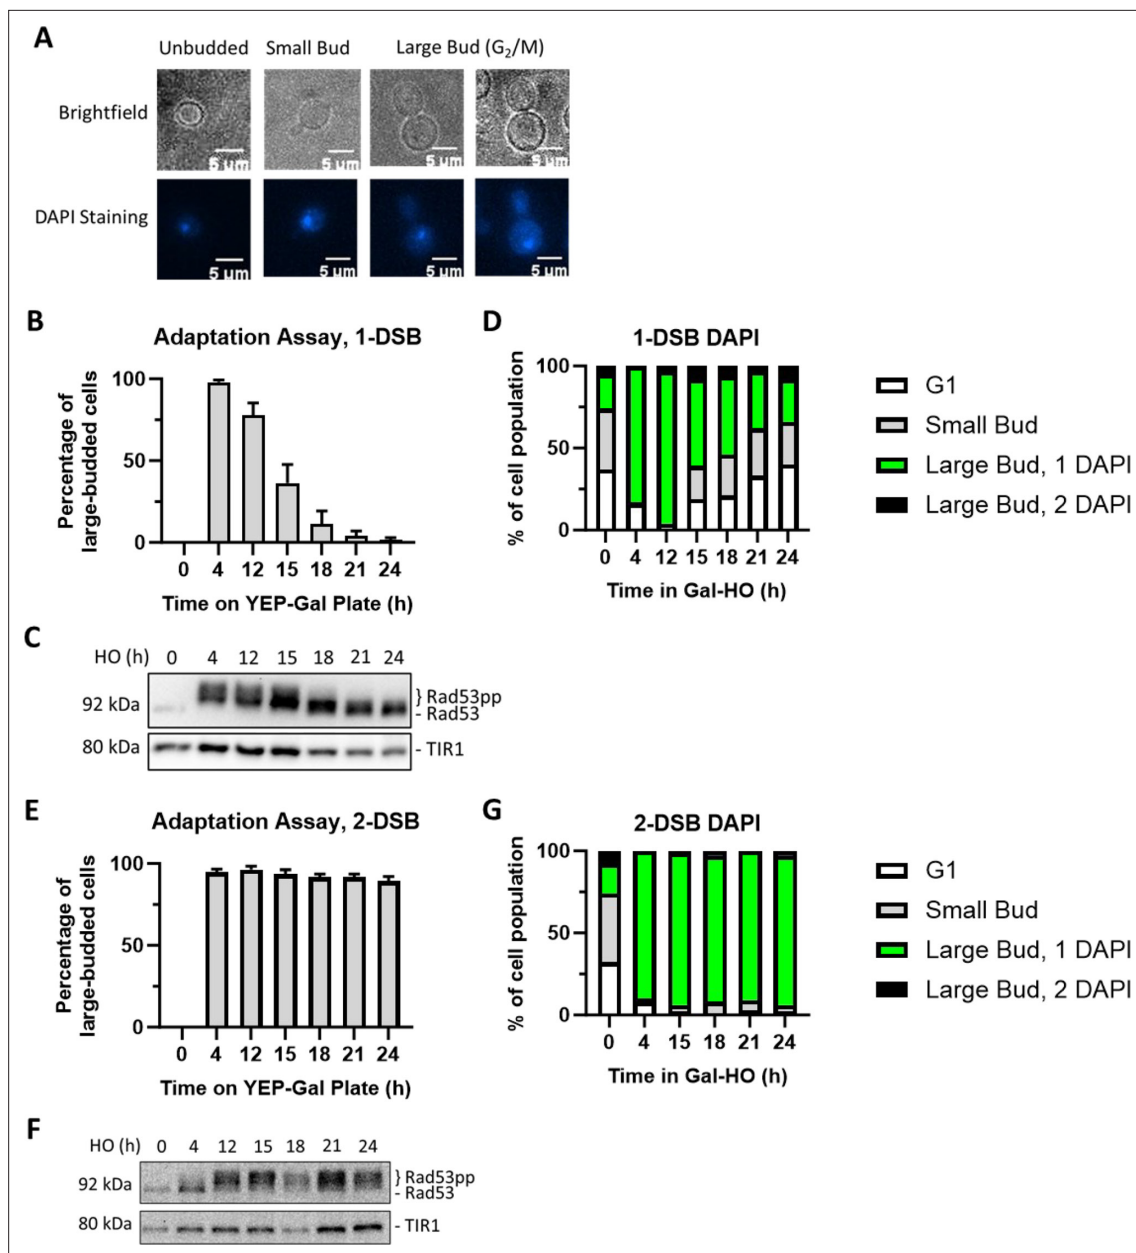 A
Unbudded Small Bud Large Bud (G₂/M)
Brightfield
5 µm 5 µm 5 µm 5 µm
DAPI Staining
5 µm 5 µm 5 µm 5 µm
B
Adaptation Assay, 1-DSB
Percentage of
large-budded cells
100
50
0
0 4 12 15 18 21 24
Time on YEP-Gal Plate (h)
D
1-DSB DAPI
% of cell population
100
50
0
0 4 12 15 18 21 24
Time in Gal-HO (h)
G1
Small Bud
Large Bud, 1 DAPI
Large Bud, 2 DAPI
C
HO (h) 0 4 12 15 18 21 24
92 kDa } Rad53pp
- Rad53
80 kDa - TIR1
E
Adaptation Assay, 2-DSB
Percentage of
large-budded cells
100
50
0
0 4 12 15 18 21 24
Time on YEP-Gal Plate (h)
G
2-DSB DAPI
% of cell population
100
50
0
0 4 15 18 21 24
Time in Gal-HO (h)
G1
Small Bud
Large Bud, 1 DAPI
Large Bud, 2 DAPI
F
HO (h) 0 4 12 15 18 21 24
92 kDa } Rad53pp
- Rad53
80 kDa - TIR1